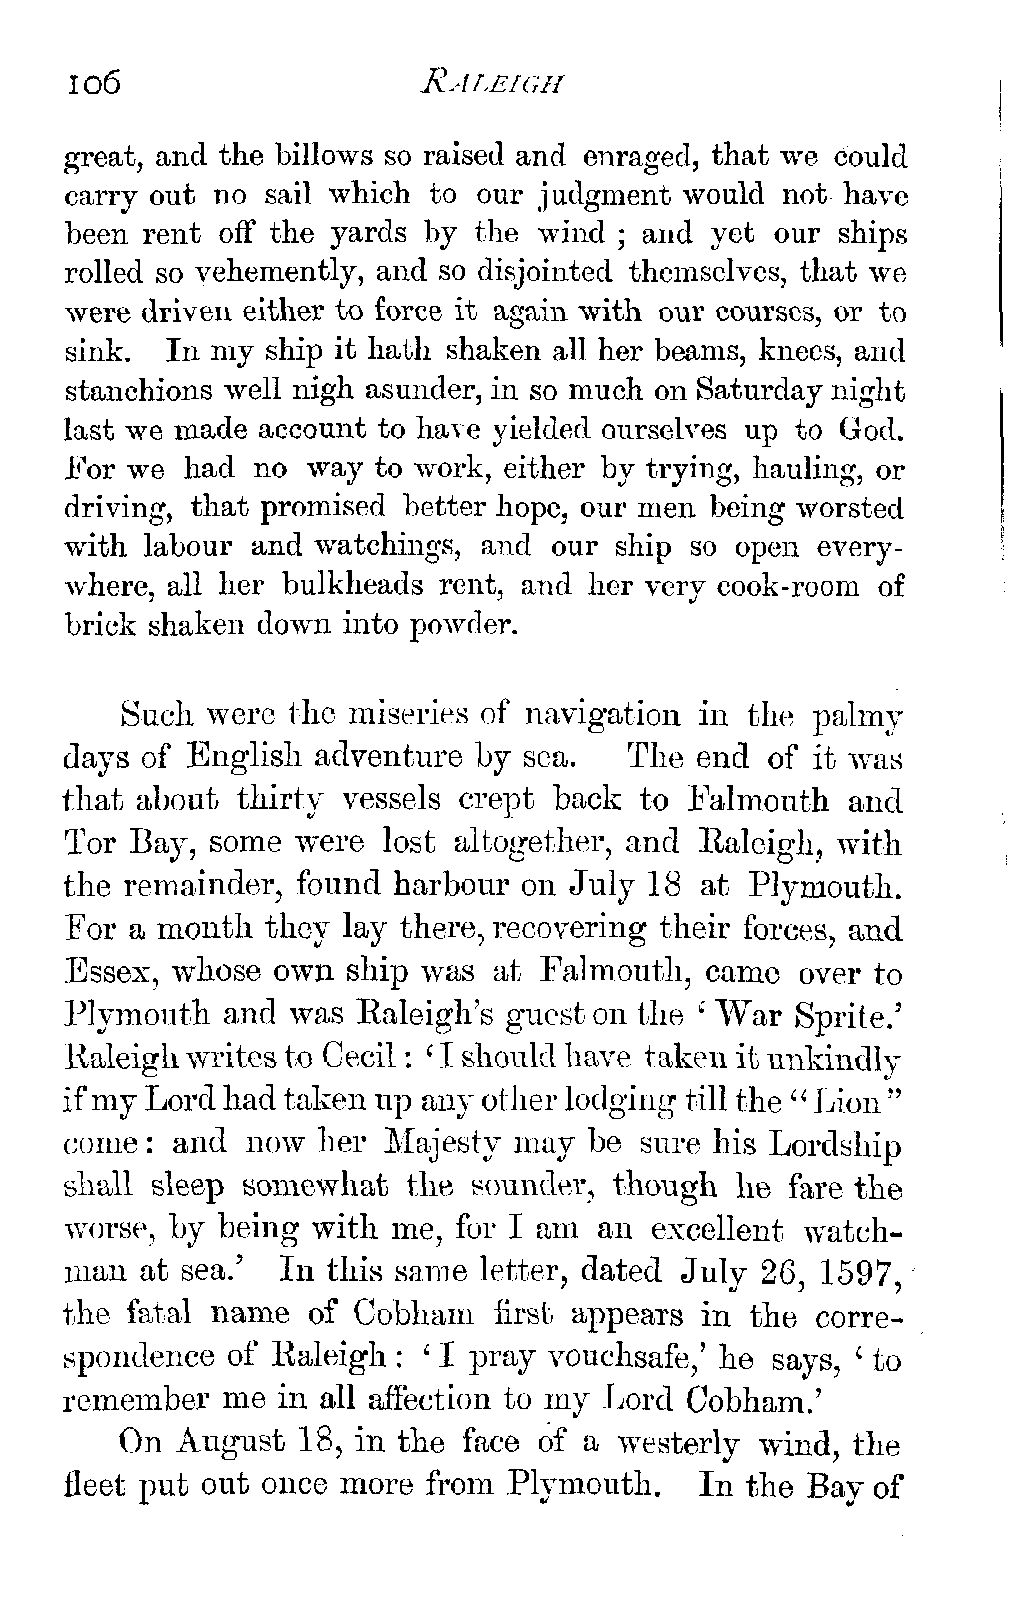 106 RALEIGH
great, and the billows so raised and enraged, that we could
carry out no sail which to our judgment would not have
been rent off the yards by the wind ; and yet our ships
rolled so vehemently, and so disjointed themselves, that we
were driven either to force it again with our courses, or to
sink. In my ship it hath shaken all her beams, knees, and
stanchions well nigh asunder, in so much on Saturday night
last we made account to have yielded ourselves up to God.
For we had no way to work, either by trying, hauling, or
driving, that promised better hope, our men being worsted
with labour and watchings, and our ship so open every-
where, all her bulkheads rent, and her very cook-room of
brick shaken down into powder.
Such were the miseries of navigation in the palmy
days of English adventure by sea. The end of it was
that about thirty vessels crept back to Falmouth and
Tor Bay, some were lost altogether, and Raleigh, with
the remainder, found harbour on July 18 at Plymouth.
For a month they lay there, recovering their forces, and
Essex, whose own ship was at Falmouth, came over to
Plymouth and was Raleigh's guest on the ‘ War Sprite.’
Raleigh writes to Cecil : ‘ I should have taken it unkindly
if my Lord had taken up any other lodging till the “ Lion ”
come : and now her Majesty may be sure his Lordship
shall sleep somewhat the sounder, though he fare the
worse, by being with me, for I am an excellent watch-
man at sea.’ In this same letter, dated July 26, 1597,
the fatal name of Cobham first appears in the corre-
spondence of Raleigh : ‘ I pray vouchsafe,’ he says, ‘ to
remember me in all affection to my Lord Cobham.’
On August 18, in the face of a westerly wind, the
fleet put out once more from Plymouth. In the Bay of